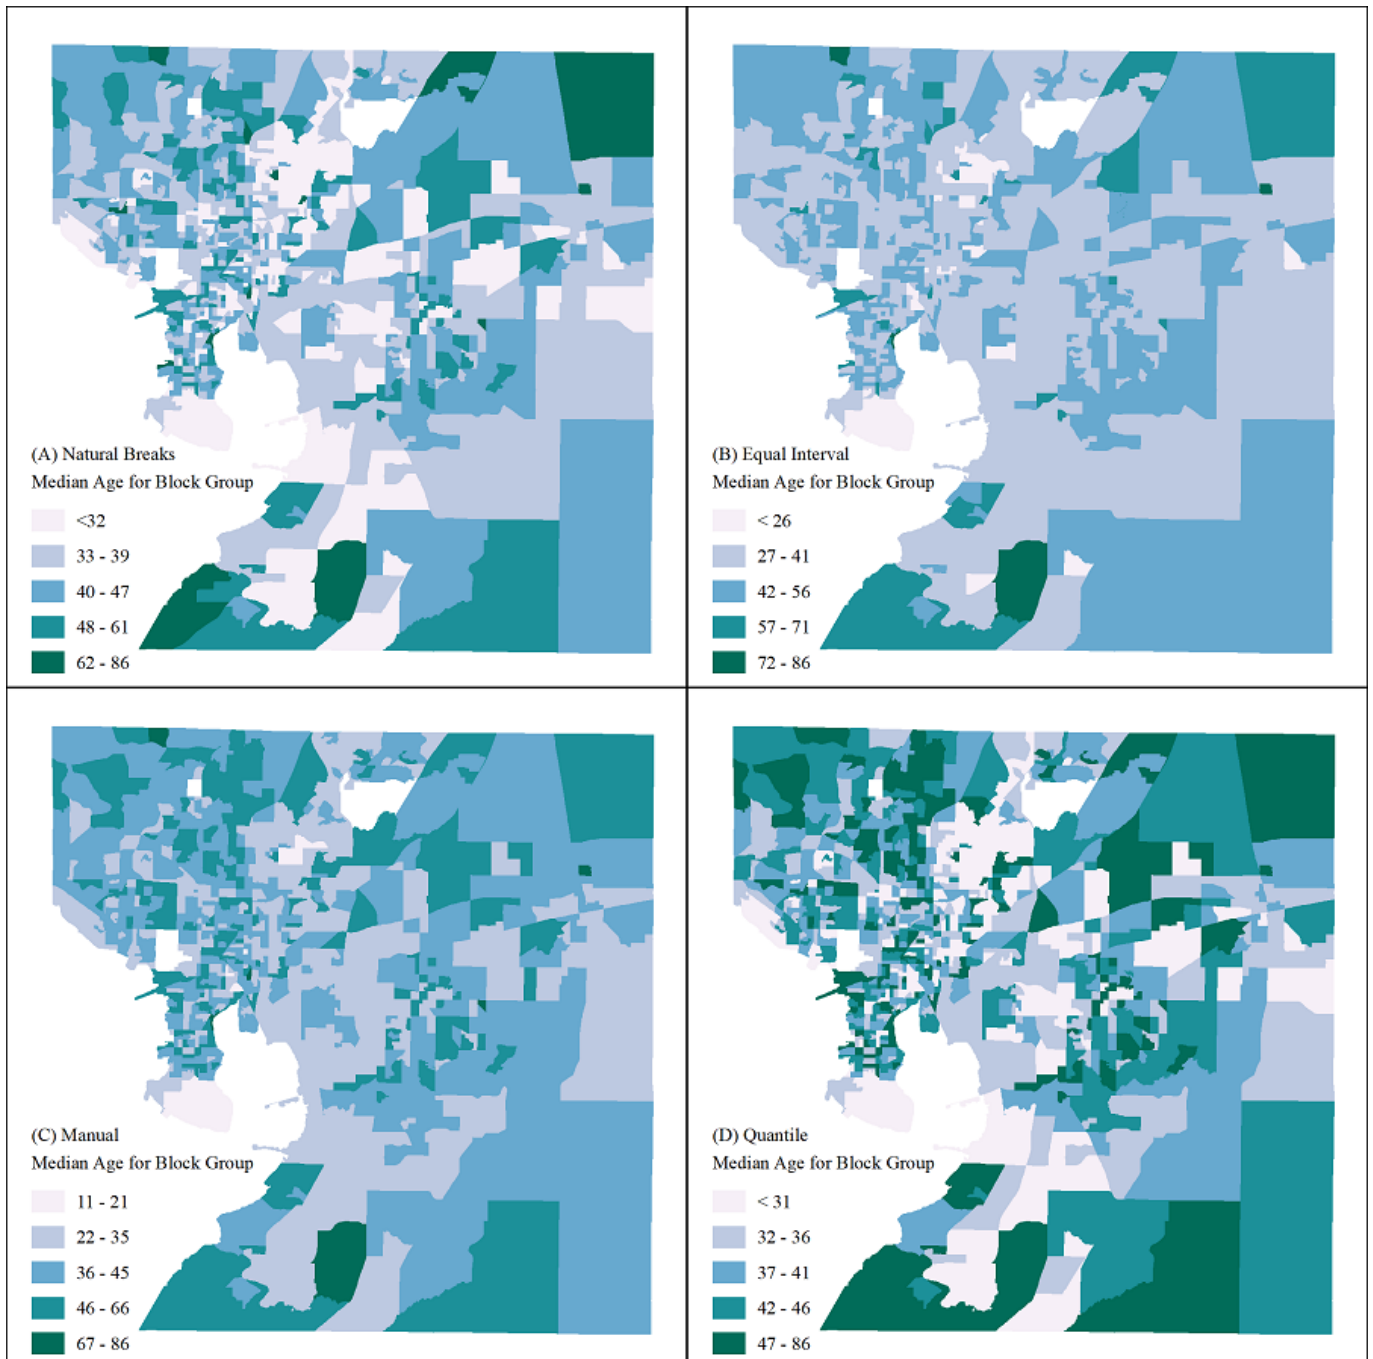 (A) Natural Breaks
Median Age for Block Group
<32
33 - 39
40 - 47
48 - 61
62 - 86
(B) Equal Interval
Median Age for Block Group
< 26
27 - 41
42 - 56
57 - 71
72 - 86
(C) Manual
Median Age for Block Group
11 - 21
22 - 35
36 - 45
46 - 66
67 - 86
(D) Quantile
Median Age for Block Group
< 31
32 - 36
37 - 41
42 - 46
47 - 86